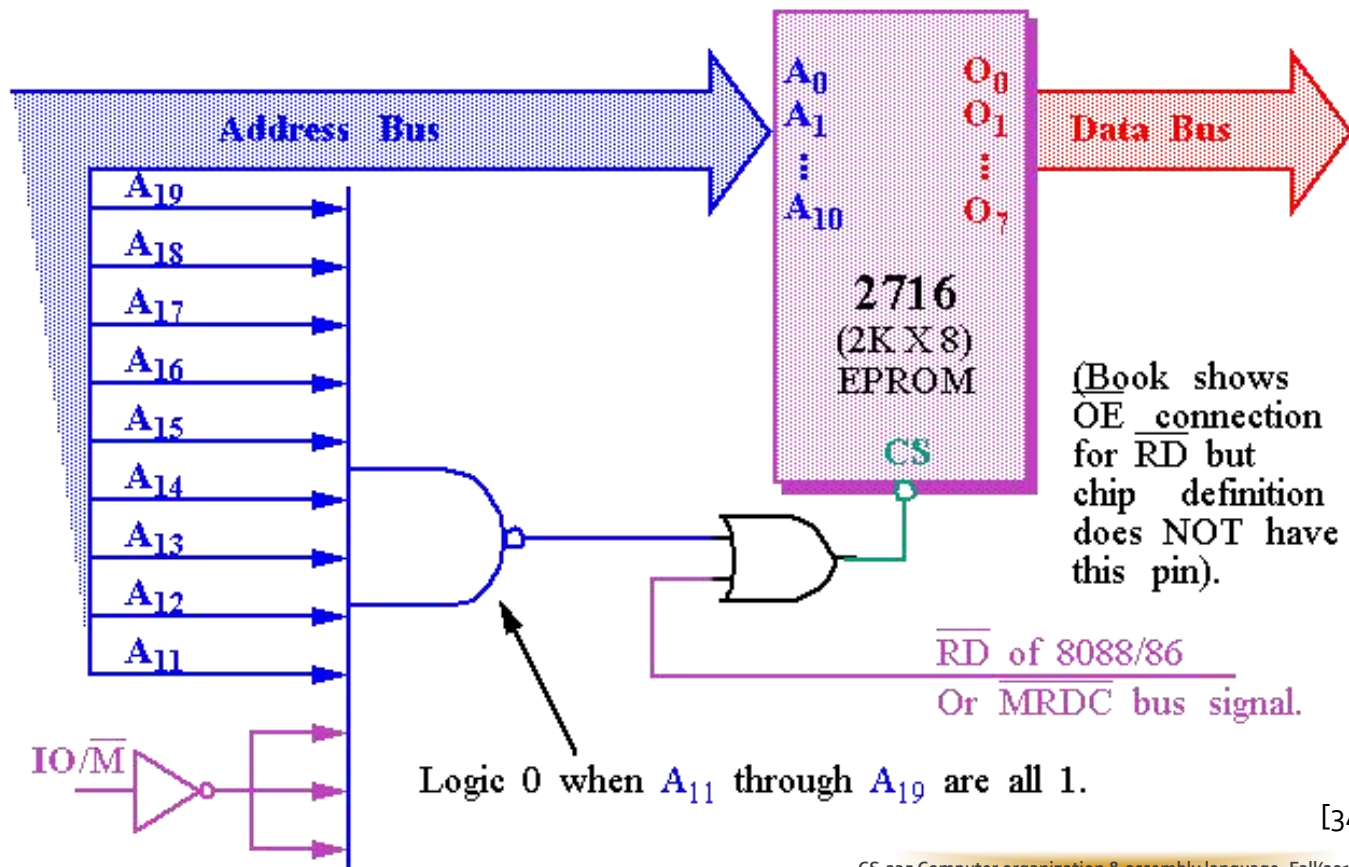 Address Bus
A0
A1
A10
O0
O1
O7
Data Bus
A19
A18
A17
A16
A15
A14
A13
A12
A11
2716
(2K X 8)
EPROM
CS
(Book shows
OE connection
for RD but
chip definition
does NOT have
this pin).
RD of 8088/86
Or MRDC bus signal.
IO/M
Logic 0 when A11 through A19 are all 1.
[34